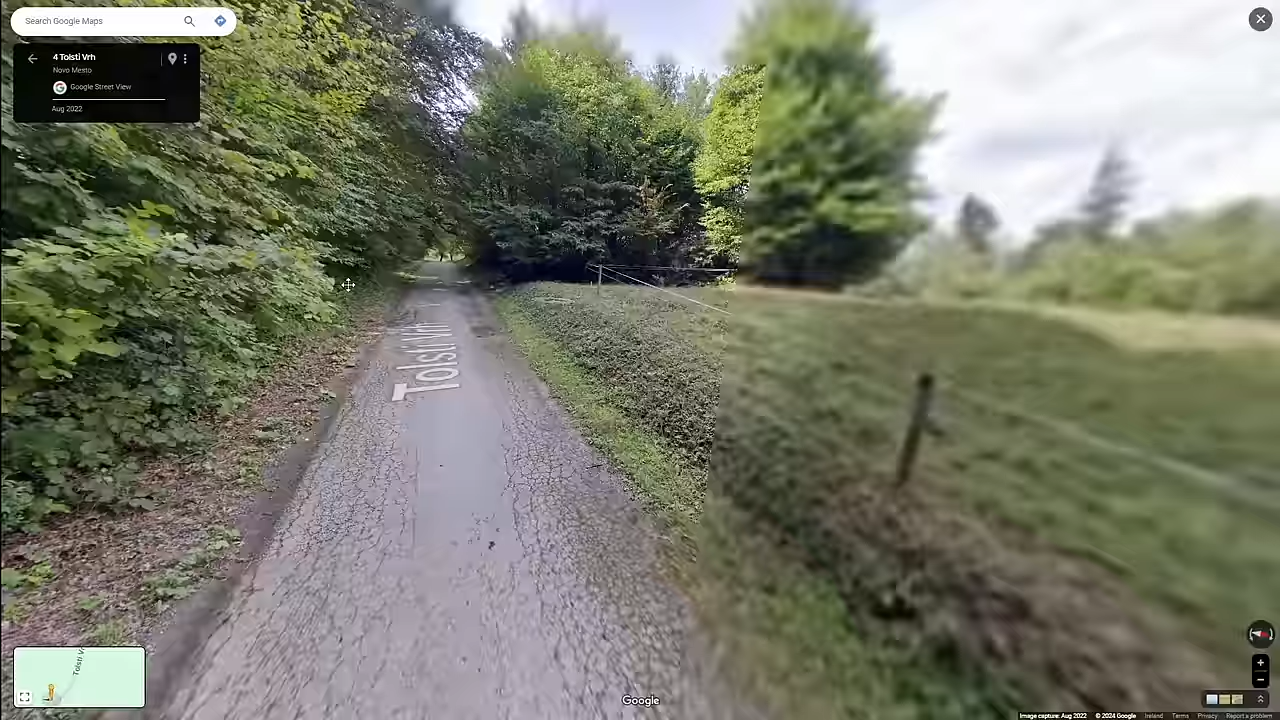 Search Google Maps
4 Tolsti Vrh
Novo Mesto
Google Street View
Aug 2022
Tolsti Vrh
Tolsti V
Google
Image capture: Aug 2022 © 2024 Google Ireland Terms Privacy Report a problem